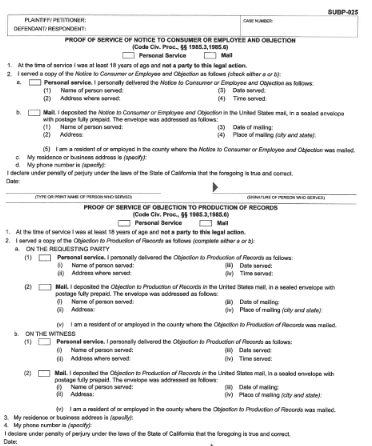 SUBP-025
PLAINTIFF/ PETITIONER:
CASE NUMBER:
DEFENDANT/ RESPONDENT:
PROOF OF SERVICE OF NOTICE TO CONSUMER OR EMPLOYEE AND OBJECTION
(Code Civ. Proc., §§ 1985.3,1985.6)
Personal Service Mail
1. At the time of service I was at least 18 years of age and not a party to this legal action.
2. I served a copy of the Notice to Consumer or Employee and Objection as follows (check either a or b):
a. Personal service. I personally delivered the Notice to Consumer or Employee and Objection as follows:
(1) Name of person served: (3) Date served:
(2) Address where served: (4) Time served:
b. Mail. I deposited the Notice to Consumer or Employee and Objection in the United States mail, in a sealed envelope
with postage fully prepaid. The envelope was addressed as follows:
(1) Name of person served: (3) Date of mailing:
(2) Address: (4) Place of mailing (city and state):
(5) I am a resident of or employed in the county where the Notice to Consumer or Employee and Objection was mailed.
c. My residence or business address is (specify):
d. My phone number is (specify):
I declare under penalty of perjury under the laws of the State of California that the foregoing is true and correct.
Date:
(TYPE OR PRINT NAME OF PERSON WHO SERVED) (SIGNATURE OF PERSON WHO SERVED)
PROOF OF SERVICE OF OBJECTION TO PRODUCTION OF RECORDS
(Code Civ. Proc., §§ 1985.3,1985.6)
Personal Service Mail
1. At the time of service I was at least 18 years of age and not a party to this legal action.
2. I served a copy of the Objection to Production of Records as follows (complete either a or b):
a. ON THE REQUESTING PARTY
(1) Personal service. I personally delivered the Objection to Production of Records as follows:
(i) Name of person served: (iii) Date served:
(ii) Address where served: (iv) Time served:
(2) Mail. I deposited the Objection to Production of Records in the United States mail, in a sealed envelope with
postage fully prepaid. The envelope was addressed as follows:
(i) Name of person served: (iii) Date of mailing:
(ii) Address: (iv) Place of mailing (city and state):
(v) I am a resident of or employed in the county where the Objection to Production of Records was mailed.
b. ON THE WITNESS
(1) Personal service. I personally delivered the Objection to Production of Records as follows:
(i) Name of person served: (iii) Date served:
(ii) Address where served: (iv) Time served:
(2) Mail. I deposited the Objection to Production of Records in the United States mail, in a sealed envelope with
postage fully prepaid. The envelope was addressed as follows:
(i) Name of person served: (iii) Date of mailing:
(ii) Address: (iv) Place of mailing (city and state):
(v) I am a resident of or employed in the county where the Objection to Production of Records was mailed.
3. My residence or business address is (specify):
4. My phone number is (specify):
I declare under penalty of perjury under the laws of the State of California that the foregoing is true and correct.
Date: